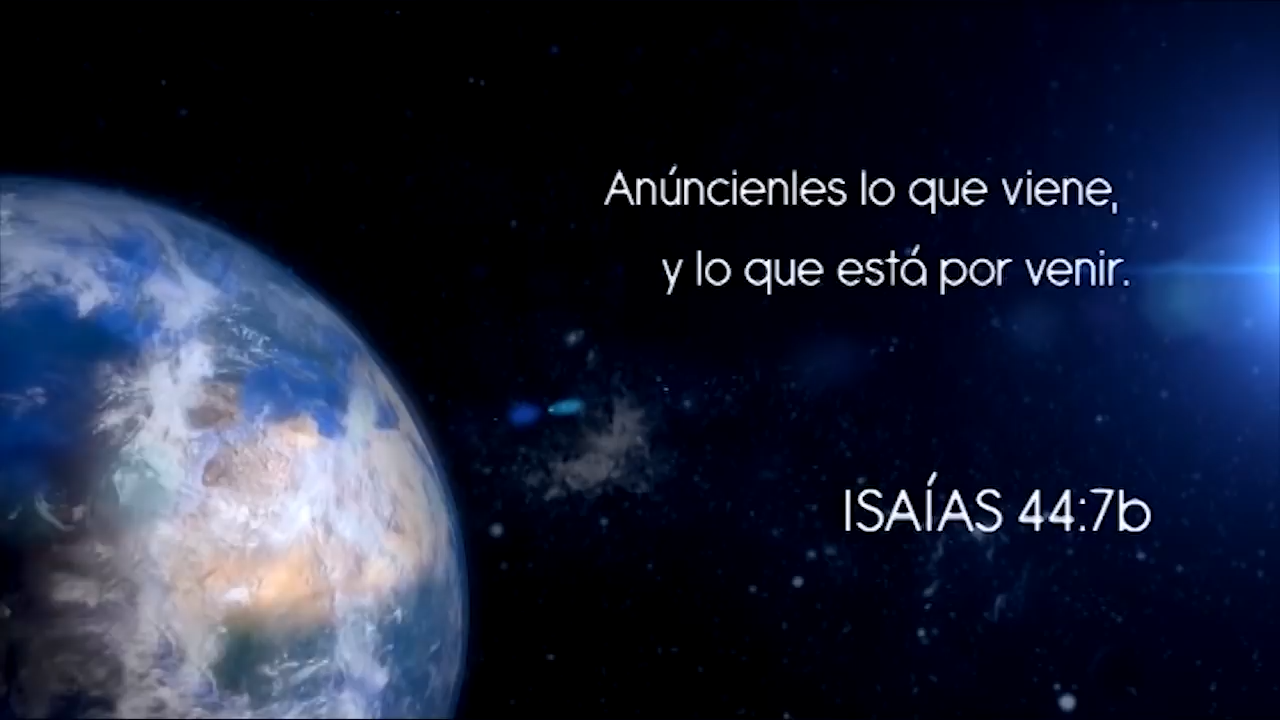 Anúncienles lo que viene,
y lo que está por venir.
ISAÍAS 44:7b